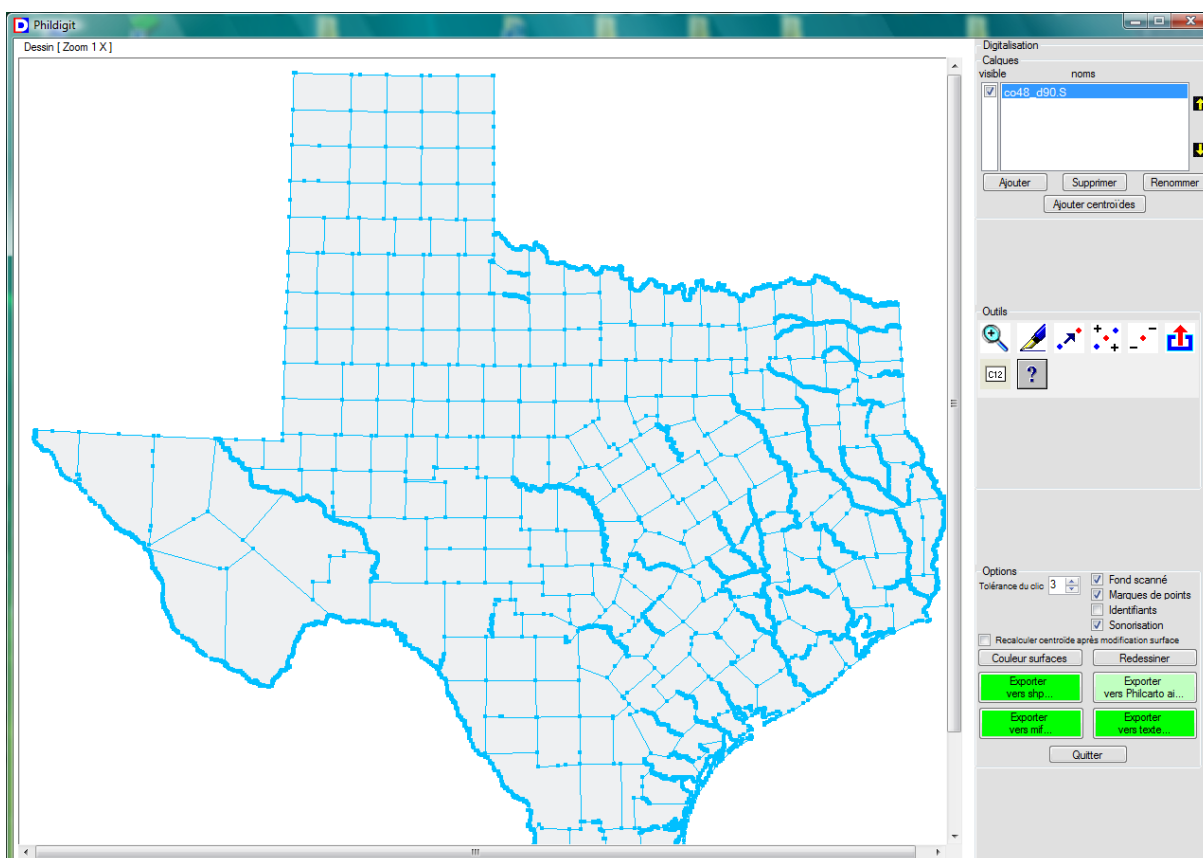 Phildigit
Dessin [ Zoom 1 X ]
Digitalisation
Calques
visible noms
co48_d90.S
Ajouter Supprimer Renommer
Ajouter centroïdes
Outils
C12 ?
Options
Tolérance du clic 3
Fond scanné
Marques de points
Identifiants
Sonorisation
Recalculer centroïde après modification surface
Couleur surfaces Redessiner
Exporter
vers shp...
Exporter
vers Philcarto ai...
Exporter
vers mif...
Exporter
vers texte...
Quitter